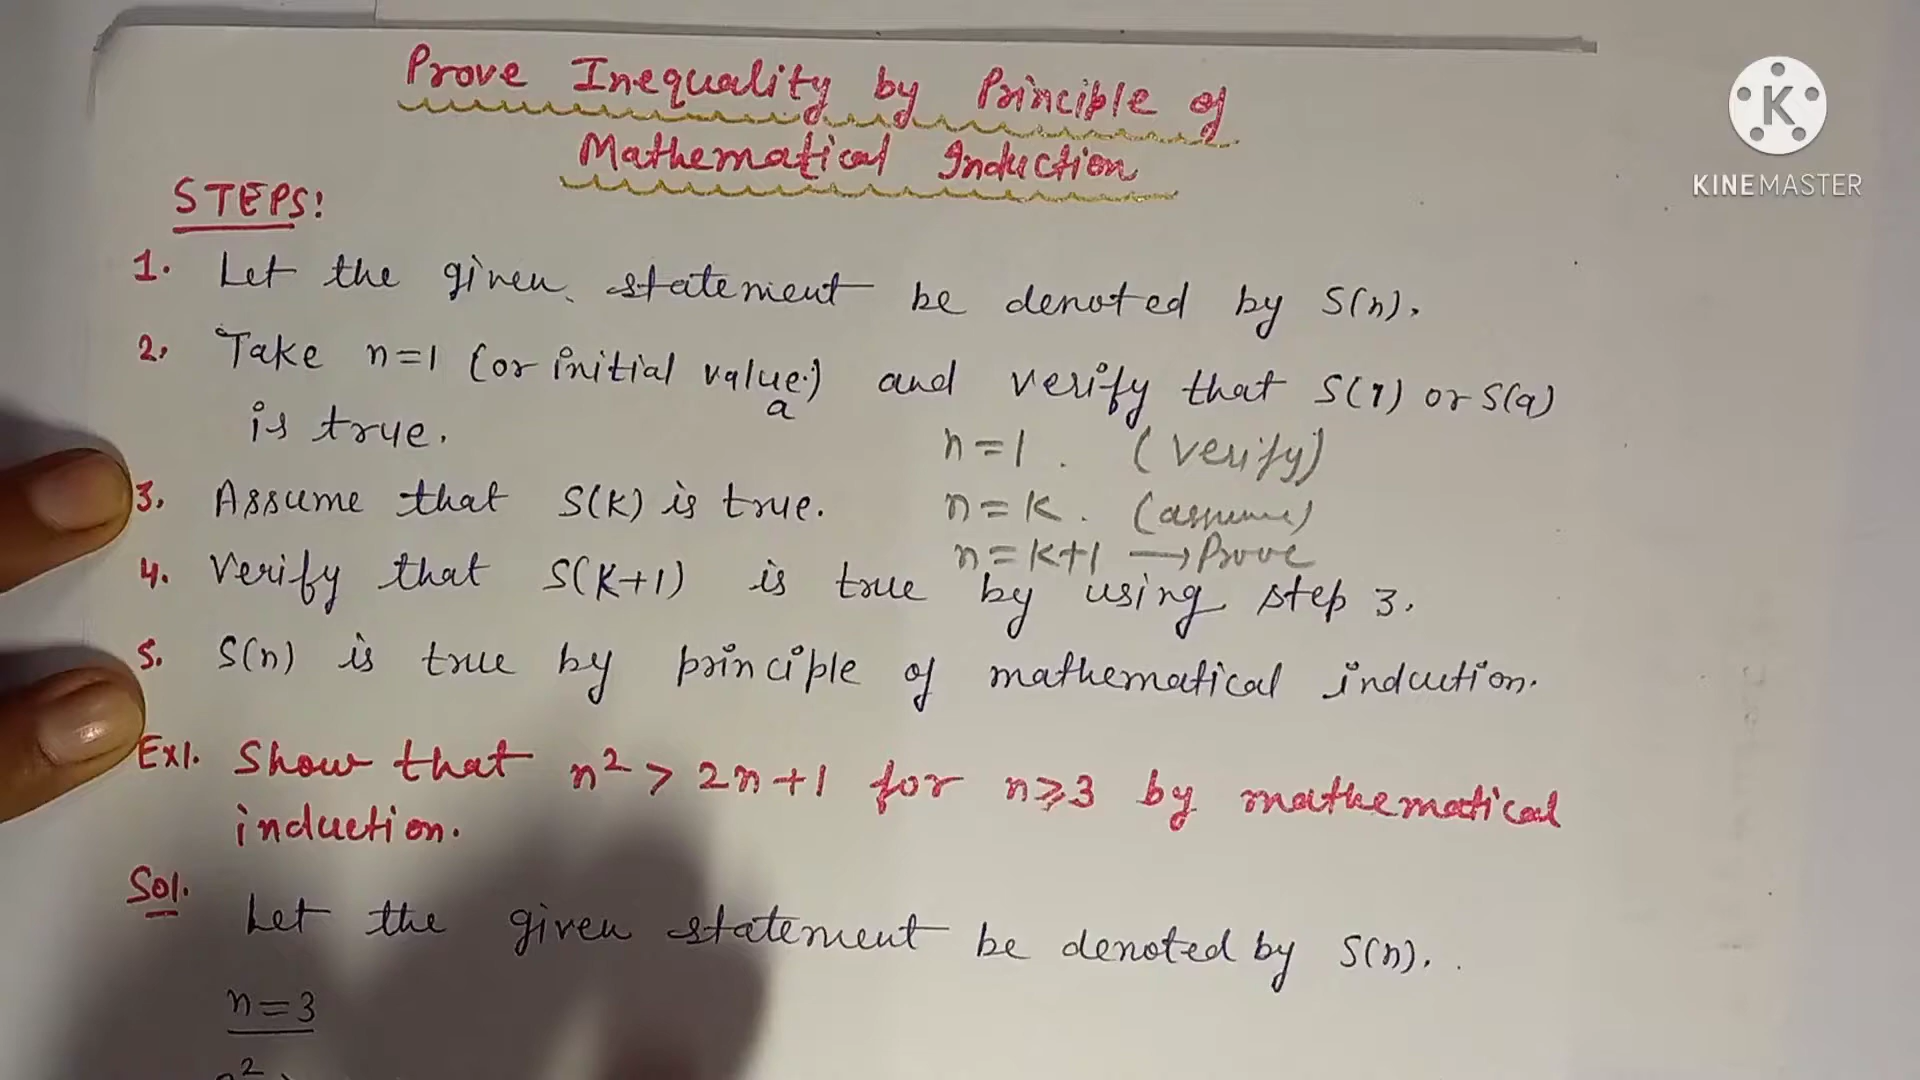 Prove Inequality by Principle of
Mathematical Induction
KINEMASTER
STEPS:
1. Let the given statement be denoted by S(n).
2. Take n=1 (or initial value) and verify that S(1) or S(a)
a
is true.
n=1. (verify)
3. Assume that S(K) is true.
n=K. (assume)
n=K+1 → Prove
4. Verify that S(K+1) is true by using step 3.
5. S(n) is true by principle of mathematical induction.
Ex1. Show that n² > 2n+1 for n≥3 by mathematical
induction.
Sol. Let the given statement be denoted by S(n).
n=3